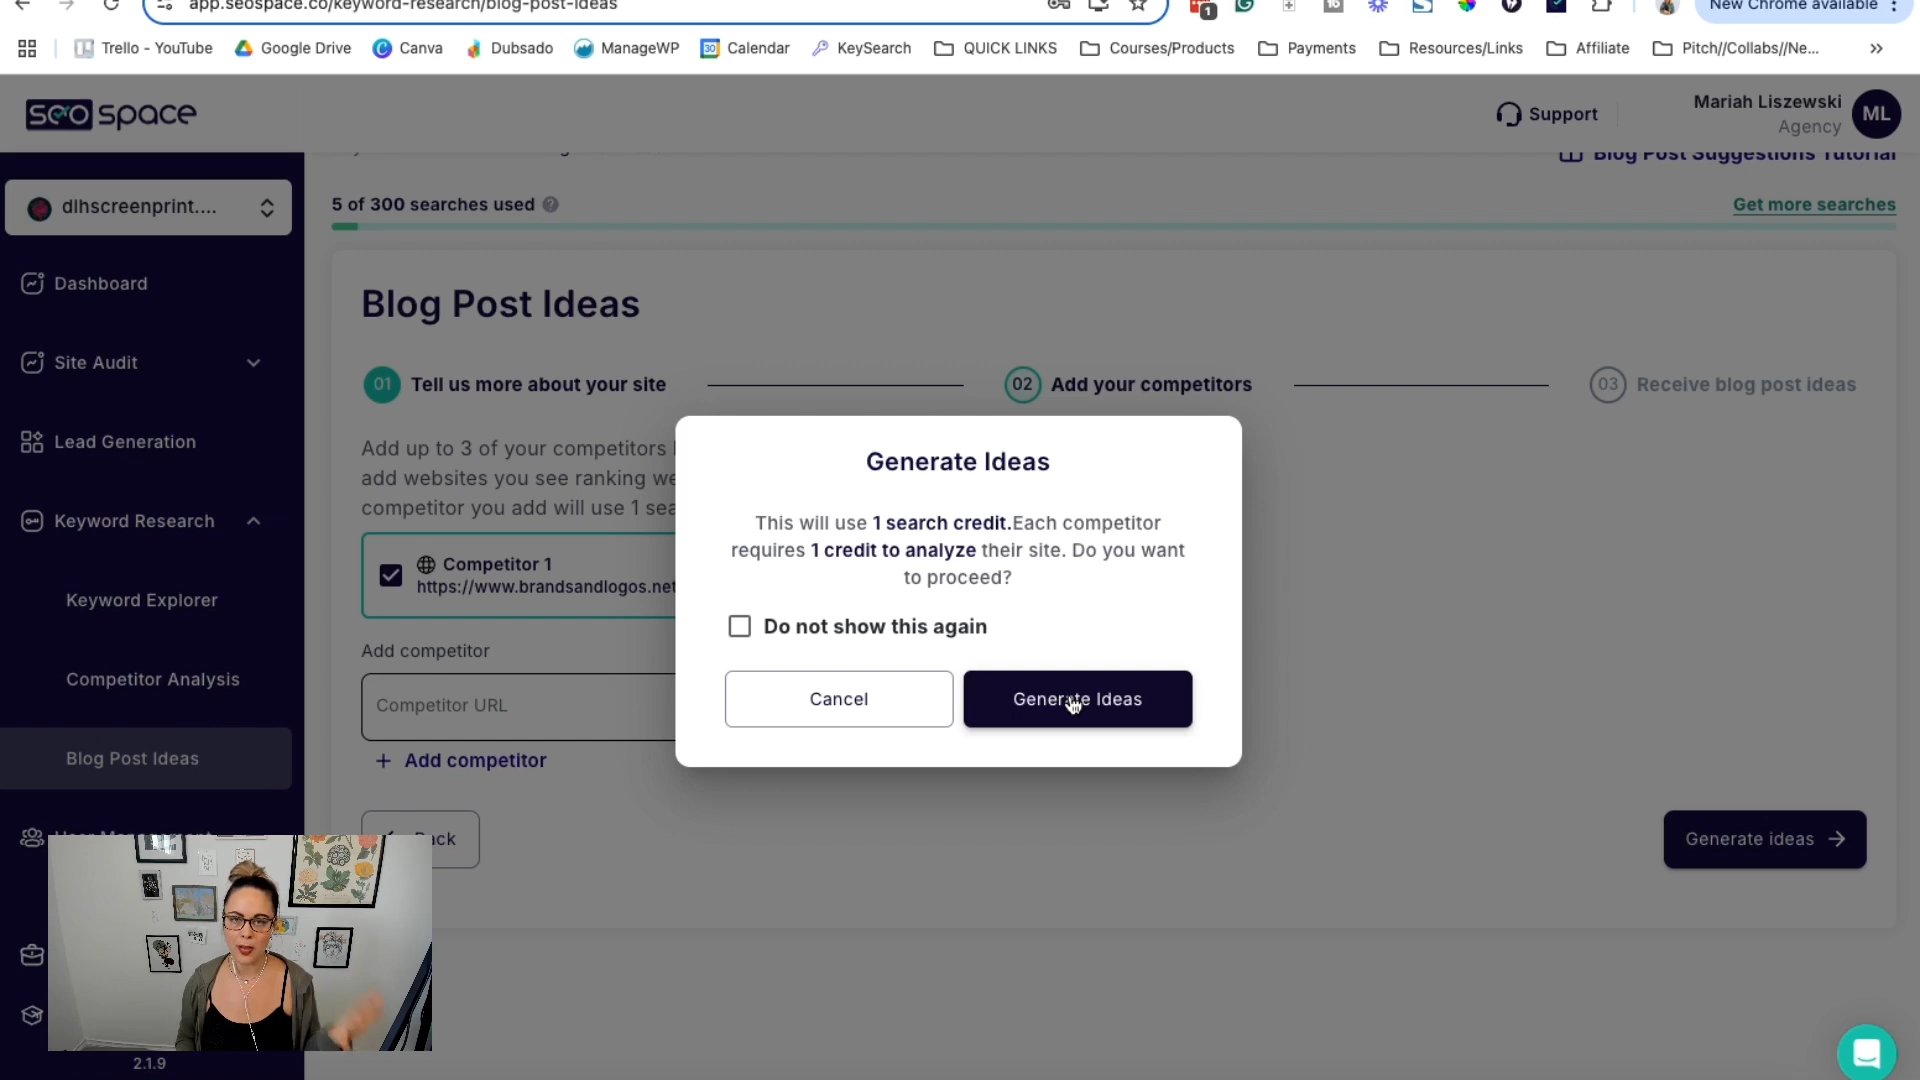 app.seospace.co/keyword-research/blog-post-ideas
1
16
New Chrome available
Trello - YouTube
Google Drive
Canva
Dubsado
ManageWP
30
Calendar
KeySearch
QUICK LINKS
Courses/Products
Payments
Resources/Links
Affiliate
Pitch//Collabs//Ne...
seo space
Support
Mariah Liszewski
Agency
ML
Blog Post Suggestions Tutorial
dlhscreenprint....
5 of 300 searches used
Get more searches
Dashboard
Site Audit
Lead Generation
Keyword Research
Keyword Explorer
Competitor Analysis
Blog Post Ideas
2.1.9
Blog Post Ideas
01 Tell us more about your site
02 Add your competitors
03 Receive blog post ideas
Add up to 3 of your competitors
add websites you see ranking
competitor you add will use 1
Competitor 1
https://www.brandsandlogos.net
Add competitor
Competitor URL
+ Add competitor
Generate ideas
Generate Ideas
This will use 1 search credit.Each competitor
requires 1 credit to analyze their site. Do you want
to proceed?
Do not show this again
Cancel
Generate Ideas